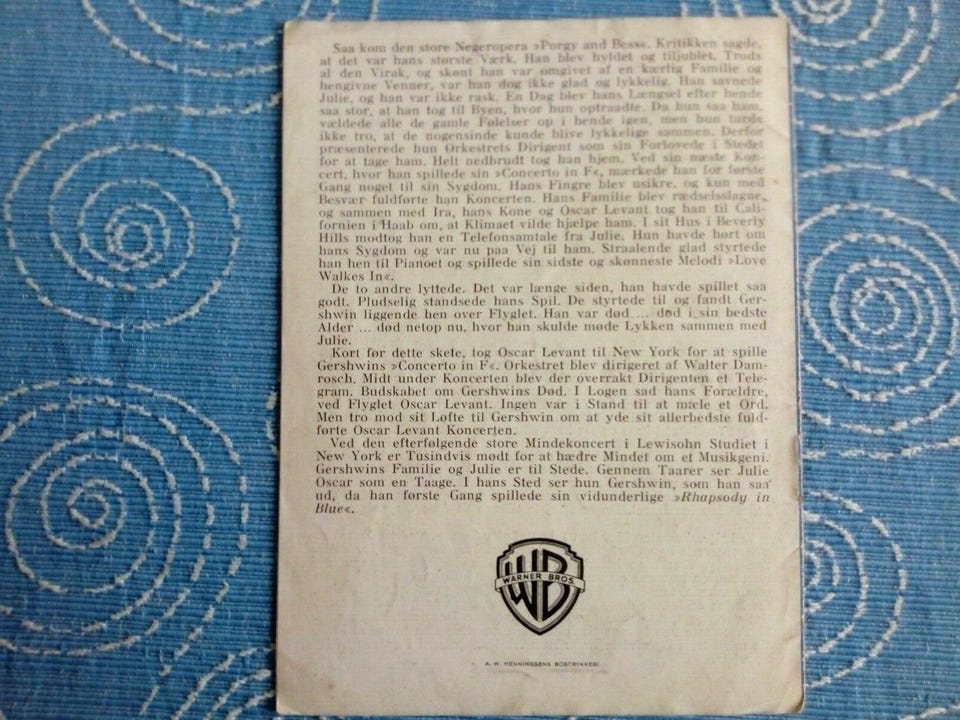 Saa kom den store Negeropera »Porgy and Bess«. Kritikken sagde,
at det var hans største Værk. Han blev hyldet og tiljublet. Trods
al den Virak, og skønt han var omgivet af en kærlig Familie og
hengivne Venner, var han dog ikke glad og lykkelig. Han savnede
Julie, og han var ikke rask. En Dag blev hans Længsel efter hende
saa stor, at han tog til Byen, hvor hun optraadte. Da hun saa ham,
vældede alle de gamle Følelser op i hende igen, men hun turde
ikke tro, at de nogensinde kunde blive lykkelige sammen. Derfor
præsenterede hun Orkestrets Dirigent som sin Forlovede i Stedet
for at tage ham. Helt nedbrudt tog han hjem. Ved sin næste Kon-
cert, hvor han spillede sin »Concerto in F«, mærkede han for første
Gang noget til sin Sygdom. Hans Fingre blev usikre, og kun med
Besvær fuldførte han Koncerten. Hans Familie blev rædselsslagne,
og sammen med Ira, hans Kone og Oscar Levant tog han til Cali-
fornien i Haab om, at Klimaet vilde hjælpe ham. I sit Hus i Beverly
Hills modtog han en Telefonsamtale fra Julie. Hun havde hørt om
hans Sygdom og var nu paa Vej til ham. Straalende glad styrtede
han hen til Pianoet og spillede sin sidste og skønneste Melodi »Love
Walkes In«.
De to andre lyttede. Det var længe siden, han havde spillet saa
godt. Pludselig standsede hans Spil. De styrtede til og fandt Ger-
shwin liggende hen over Flyglet. Han var død ... død i sin bedste
Alder ... død netop nu, hvor han skulde møde Lykken sammen med
Julie.
Kort før dette skete, tog Oscar Levant til New York for at spille
Gershwins »Concerto in F«. Orkestret blev dirigeret af Walter Dam-
rosch. Midt under Koncerten blev der overrakt Dirigenten et Tele-
gram. Budskabet om Gershwins Død. I Logen sad hans Forældre,
ved Flyglet Oscar Levant. Ingen var i Stand til at mæle et Ord.
Men tro mod sit Løfte til Gershwin om at yde sit allerbedste fuld-
førte Oscar Levant Koncerten.
Ved den efterfølgende store Mindekoncert i Lewisohn Studiet i
New York er Tusindvis mødt for at hædre Mindet om et Musikgeni.
Gershwins Familie og Julie er til Stede. Gennem Taarer ser Julie
Oscar som en Taage. I hans Sted ser hun Gershwin, som han saa
ud, da han første Gang spillede sin vidunderlige »Rhapsody in
Blue«.
WB
WARNER BROS.
A. W. HENNINGSENS BOGTRYKKERI